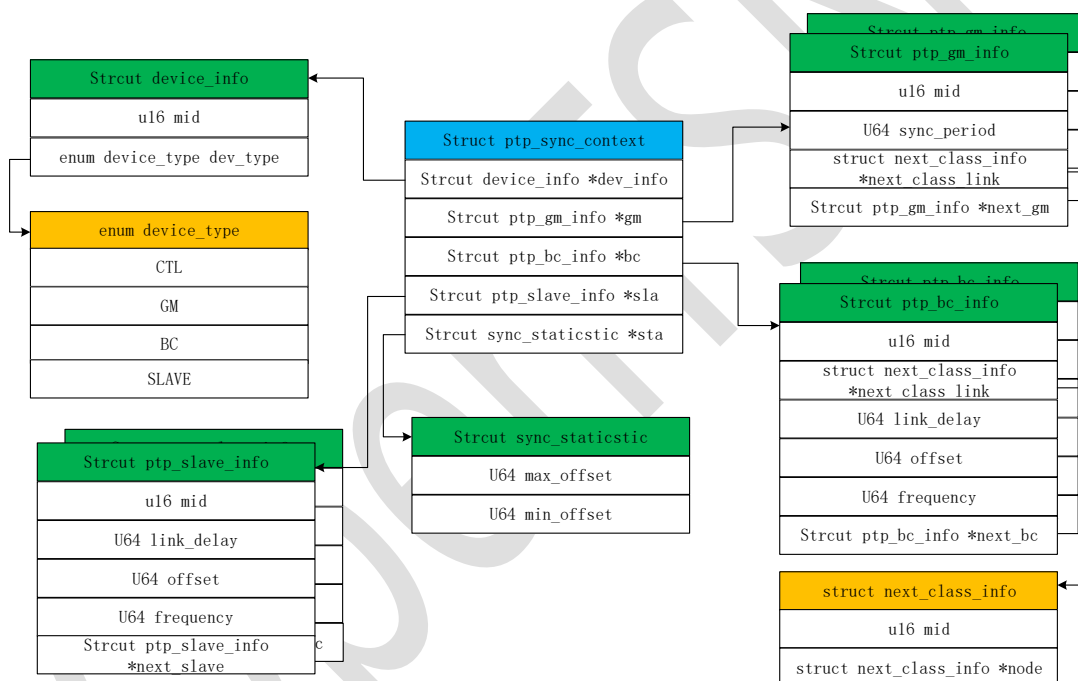 Strcut device_info
u16 mid
enum device_type dev_type
enum device_type
CTL
GM
BC
SLAVE
Strcut ptp_slave_info
u16 mid
U64 link_delay
U64 offset
U64 frequency
Strcut ptp_slave_info
*next_slave
c
Struct ptp_sync_context
Strcut device_info *dev_info
Strcut ptp_gm_info *gm
Strcut ptp_bc_info *bc
Strcut ptp_slave_info *sla
Strcut sync_staticstic *sta
Strcut sync_staticstic
U64 max_offset
U64 min_offset
Strcut ptp_gm_info
Strcut ptp_gm_info
u16 mid
U64 sync_period
struct next_class_info
*next_class_link
Strcut ptp_gm_info *next_gm
Strcut ptp_bc_info
Strcut ptp_bc_info
u16 mid
struct next_class_info
*next_class_link
U64 link_delay
U64 offset
U64 frequency
Strcut ptp_bc_info *next_bc
struct next_class_info
u16 mid
struct next_class_info *node